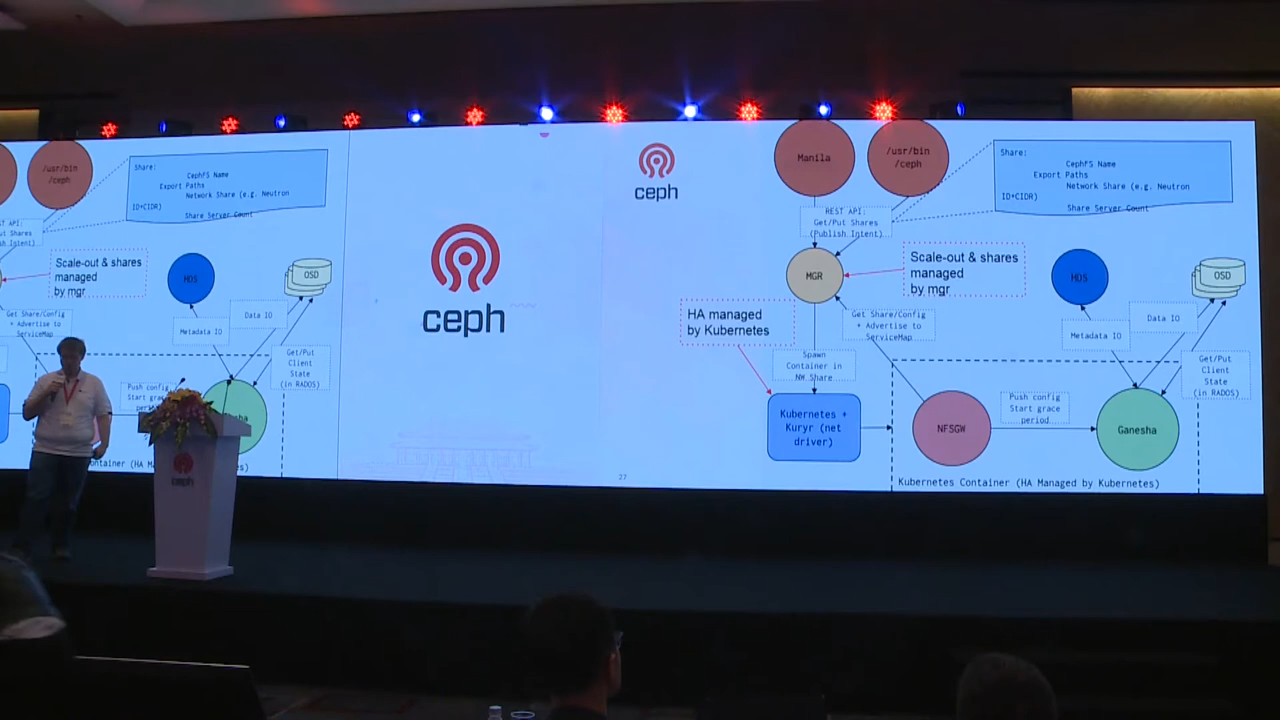 /usr/bin
/ceph
Share:
CephFS Name
Export Paths
Network Share (e.g. Neutron
ID+CIDR)
Share Server Count
Scale-out & shares
managed
by mgr
MDS
OSD
Get Share/Config
+ Advertise to
ServiceMap
Metadata IO
Data IO
Get/Put
Client
State
(in RADOS)
Push config
Start grace
ceph
ceph
ceph
Manila
/usr/bin
/ceph
Share:
CephFS Name
Export Paths
Network Share (e.g. Neutron
ID+CIDR)
Share Server Count
REST API:
Get/Put Shares
(Publish Intent)
MGR
Scale-out & shares
managed
by mgr
MDS
OSD
HA managed
by Kubernetes
Get Share/Config
+ Advertise to
ServiceMap
Metadata IO
Data IO
Spawn
Container in
NW Share
Get/Put
Client
State
(in RADOS)
Kubernetes +
Kuryr (net
driver)
NFSGW
Push config
Start grace
period
Ganesha
Kubernetes Container (HA Managed by Kubernetes)
27